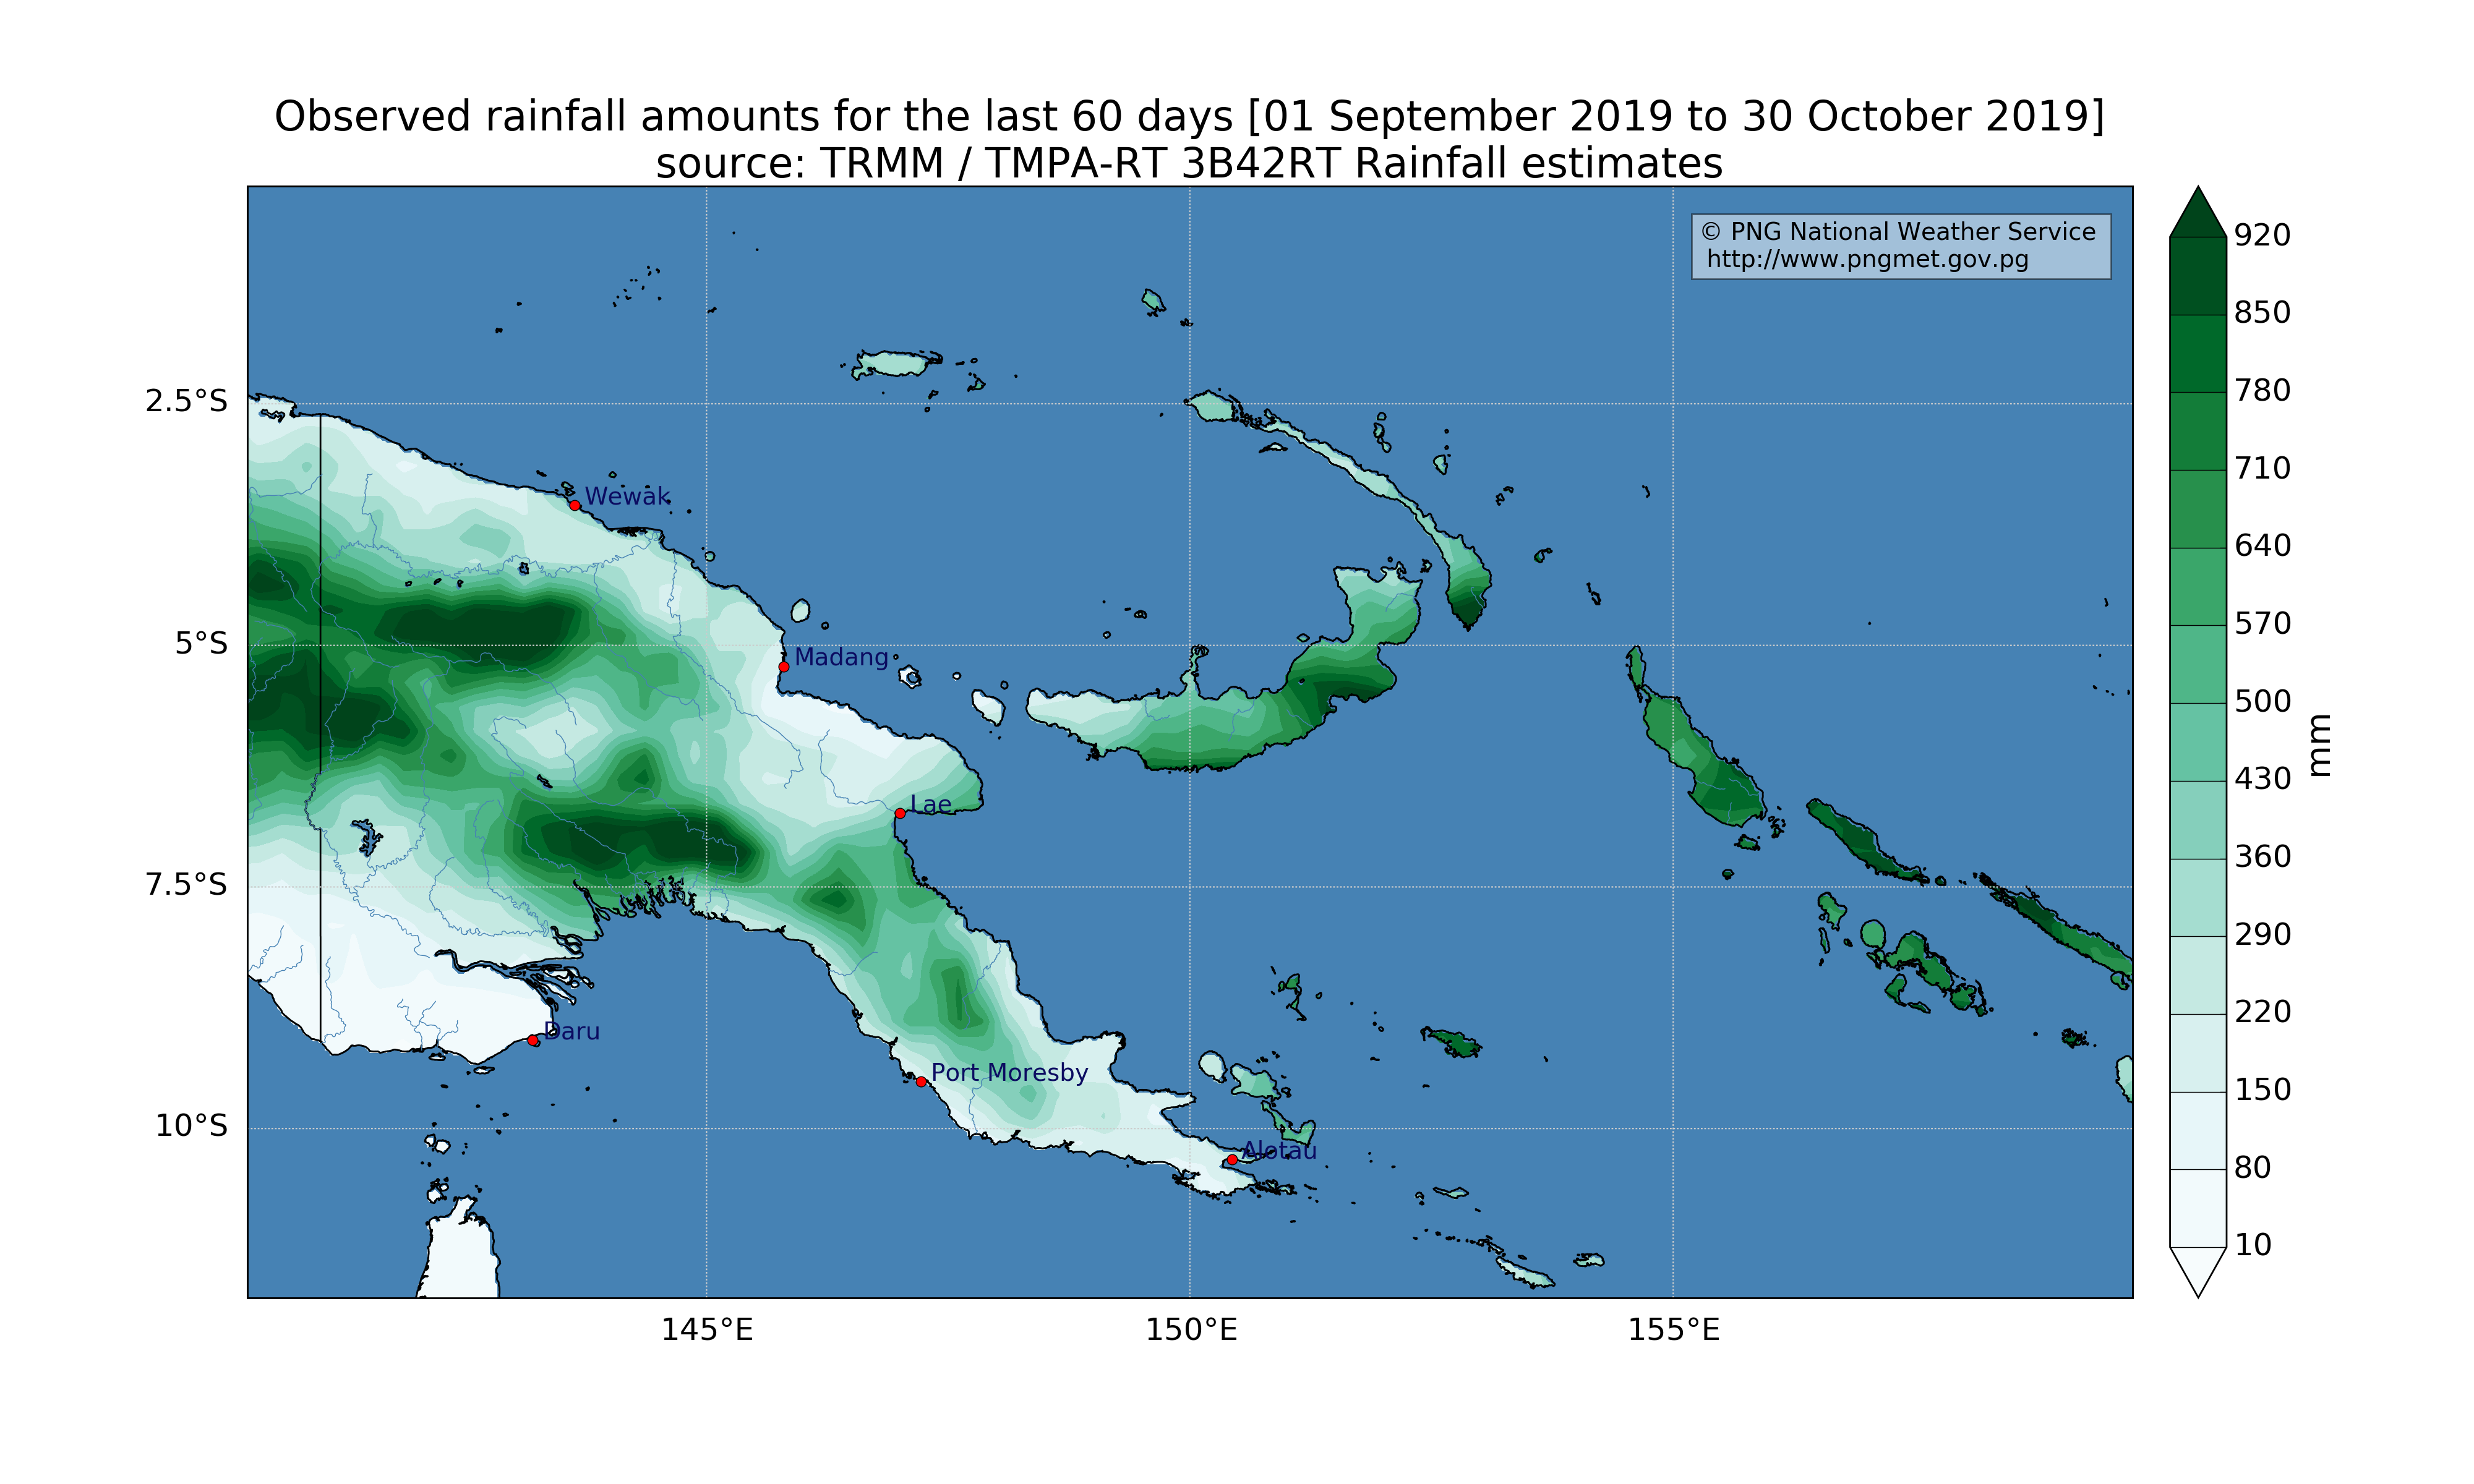 Observed rainfall amounts for the last 60 days [01 September 2019 to 30 October 2019]
source: TRMM / TMPA-RT 3B42RT Rainfall estimates
© PNG National Weather Service
http://www.pngmet.gov.pg
920
850
780
710
640
570
500
430
360
290
220
150
80
10
mm
2.5°S
5°S
7.5°S
10°S
Wewak
Madang
Lae
Daru
Port Moresby
Alotau
145°E
150°E
155°E